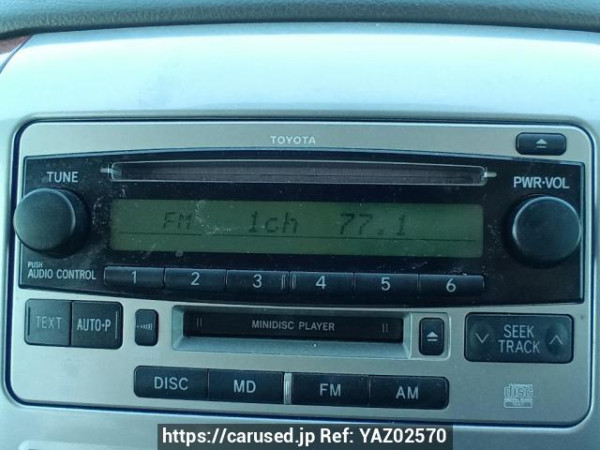 TOYOTA
TUNE
PWR·VOL
FM 1ch 77.1
PUSH
AUDIO CONTROL
1 2 3 4 5 6
TEXT AUTO·P
MINIDISC PLAYER
SEEK
TRACK
DISC MD FM AM
disc
https://carused.jp Ref: YAZ02570